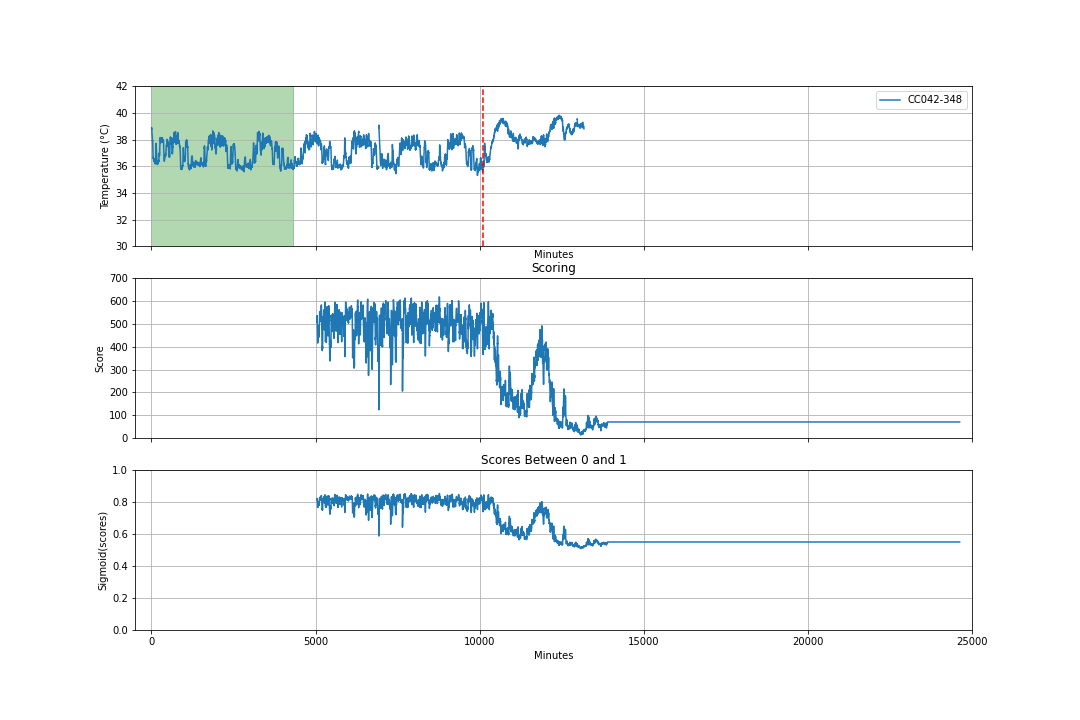 42
40
38
36
34
32
30
Temperature (°C)
CC042-348
Minutes
Scoring
700
600
500
400
300
200
100
0
Score
Scores Between 0 and 1
1.0
0.8
0.6
0.4
0.2
0.0
Sigmoid(scores)
0 5000 10000 15000 20000 25000
Minutes